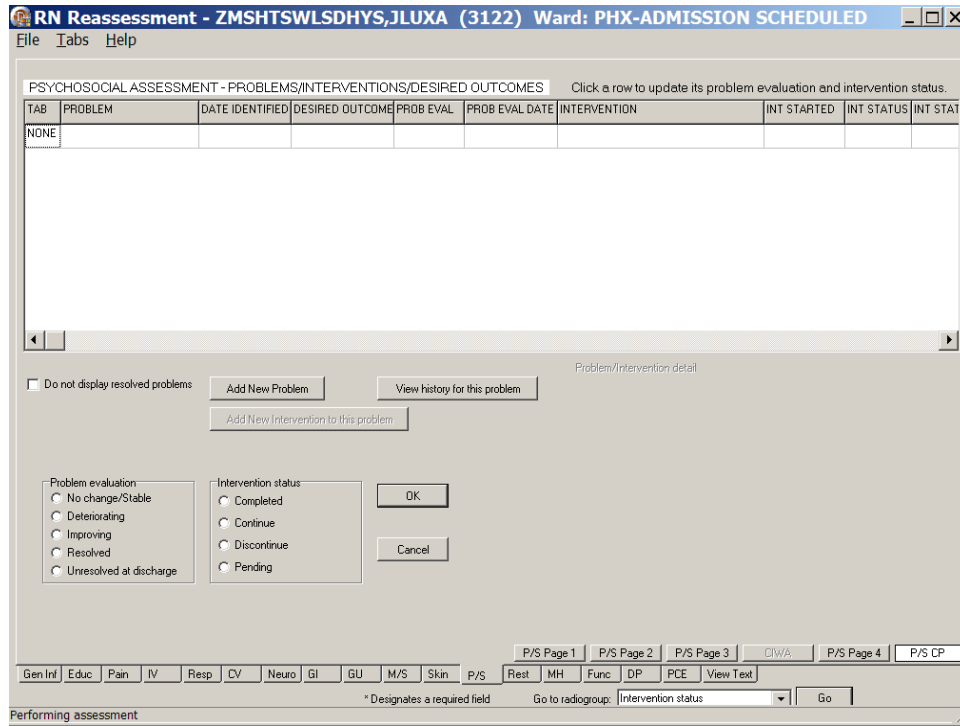 RN Reassessment - ZMSHTSWLSDHYS,JLUXA (3122) Ward: PHX-ADMISSION SCHEDULED
File Tabs Help
PSYCHOSOCIAL ASSESSMENT - PROBLEMS/INTERVENTIONS/DESIRED OUTCOMES Click a row to update its problem evaluation and intervention status.
TAB PROBLEM DATE IDENTIFIED DESIRED OUTCOME PROB EVAL PROB EVAL DATE INTERVENTION INT STARTED INT STATUS INT STAT
NONE
Problem/Intervention detail
Do not display resolved problems Add New Problem View history for this problem
Add New Intervention to this problem
Problem evaluation
No change/Stable
Deteriorating
Improving
Resolved
Unresolved at discharge
Intervention status
Completed
Continue
Discontinue
Pending
OK
Cancel
P/S Page 1 P/S Page 2 P/S Page 3 CIWA P/S Page 4 P/S CP
Gen Inf Educ Pain IV Resp CV Neuro GI GU M/S Skin P/S Rest MH Func DP PCE View Text
* Designates a required field Go to radiogroup: Intervention status Go
Performing assessment